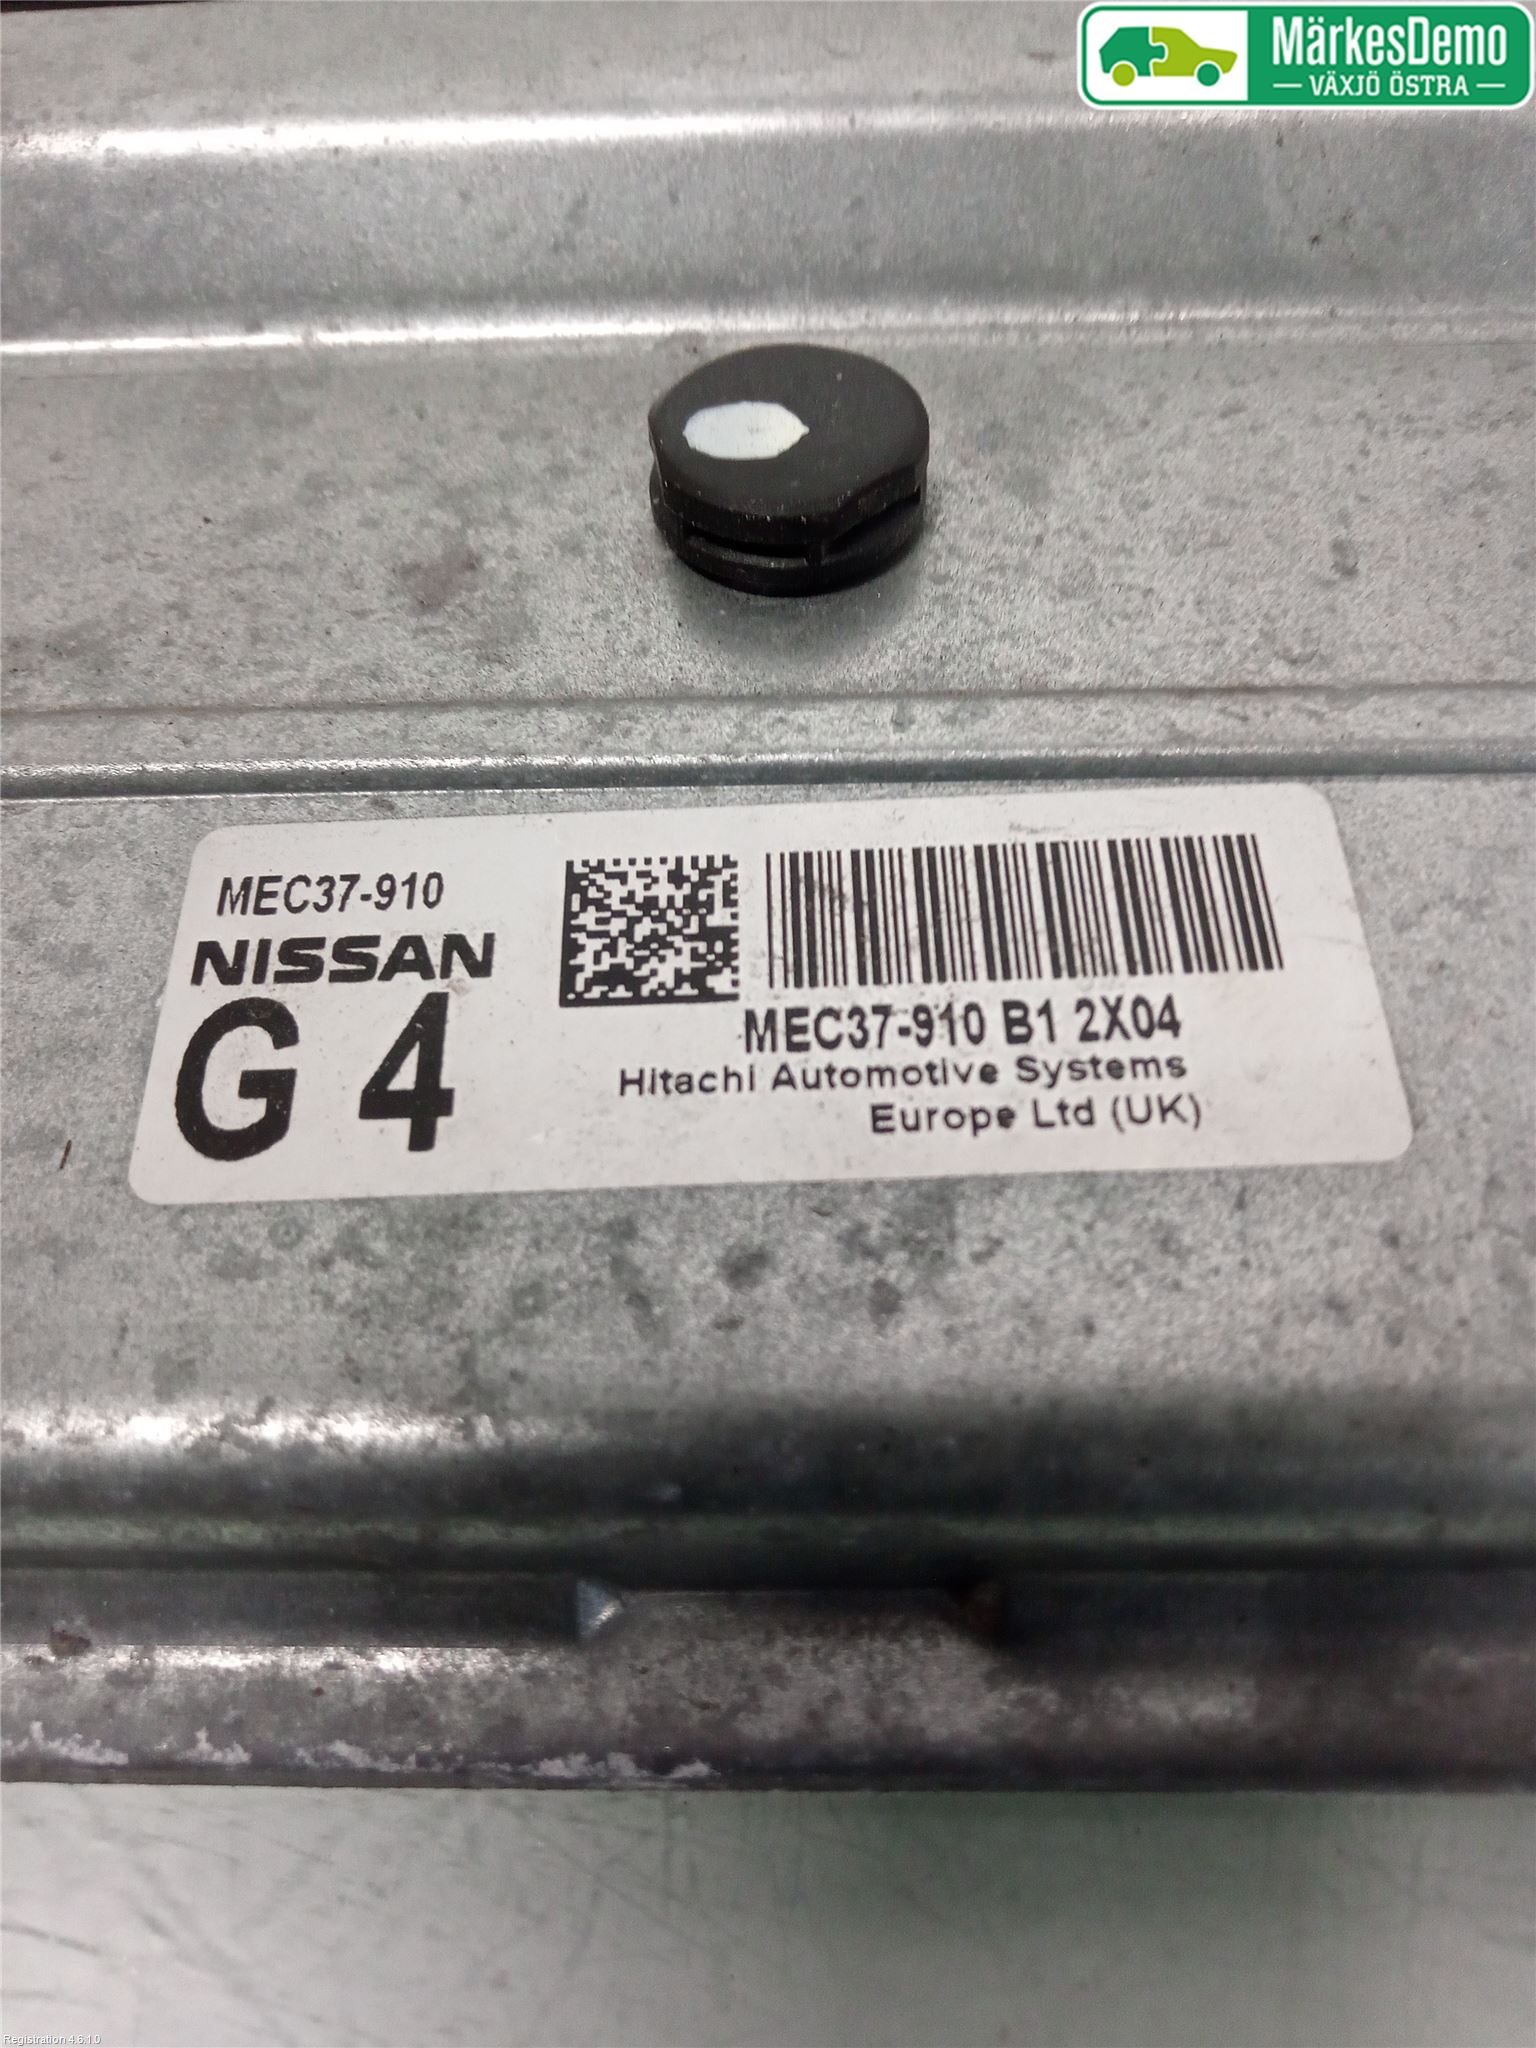 MärkesDemo
— VÄXJÖ ÖSTRA —
MEC37-910
NISSAN
G 4
MEC37-910 B1 2X04
Hitachi Automotive Systems
Europe Ltd (UK)
Registration 4.6.1.0